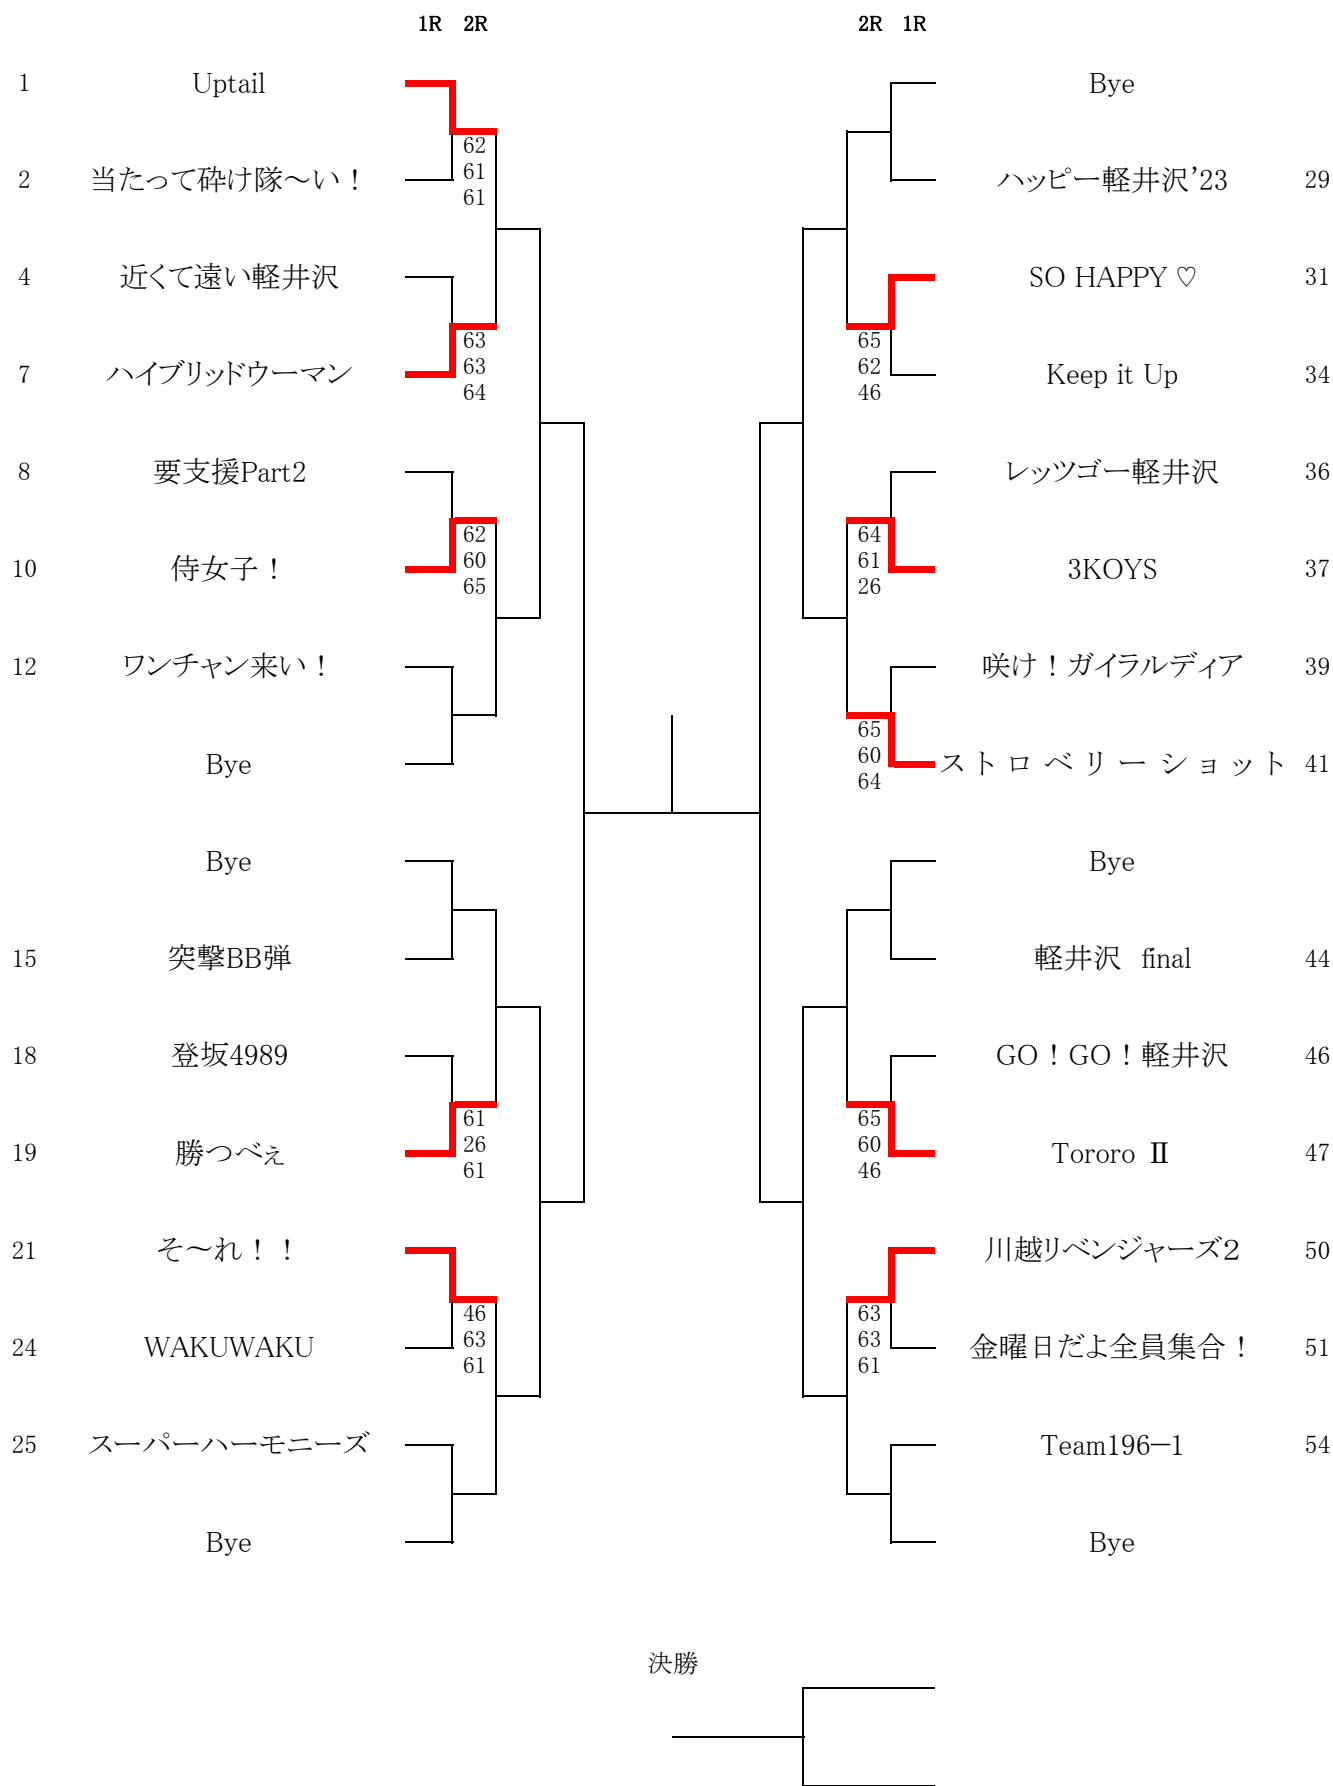 1R 2R 2R 1R
1 Uptail Bye
62
2 当たって砕け隊～い！ 61 ハッピー軽井沢’23 29
61
4 近くて遠い軽井沢 SO HAPPY ♡ 31
63 65
63 62
7 ハイブリッドウーマン Keep it Up 34
64 46
8 要支援Part2 レッツゴー軽井沢 36
62 64
60 61
10 侍女子！ 3KOYS 37
65 26
12 ワンチャン来い！ 咲け！ガイラルディア 39
65
60
Bye ストロベリーショット 41
64
Bye Bye
15 突撃BB弾 軽井沢　final 44
18 登坂4989 GO！GO！軽井沢 46
61 65
26 60
19 勝つべぇ Tororo Ⅱ 47
61 46
21 そ～れ！！ 川越リベンジャーズ2 50
46 63
63 63
24 WAKUWAKU 金曜日だよ全員集合！ 51
61 61
25 スーパーハーモニーズ Team196−1 54
Bye Bye
決勝